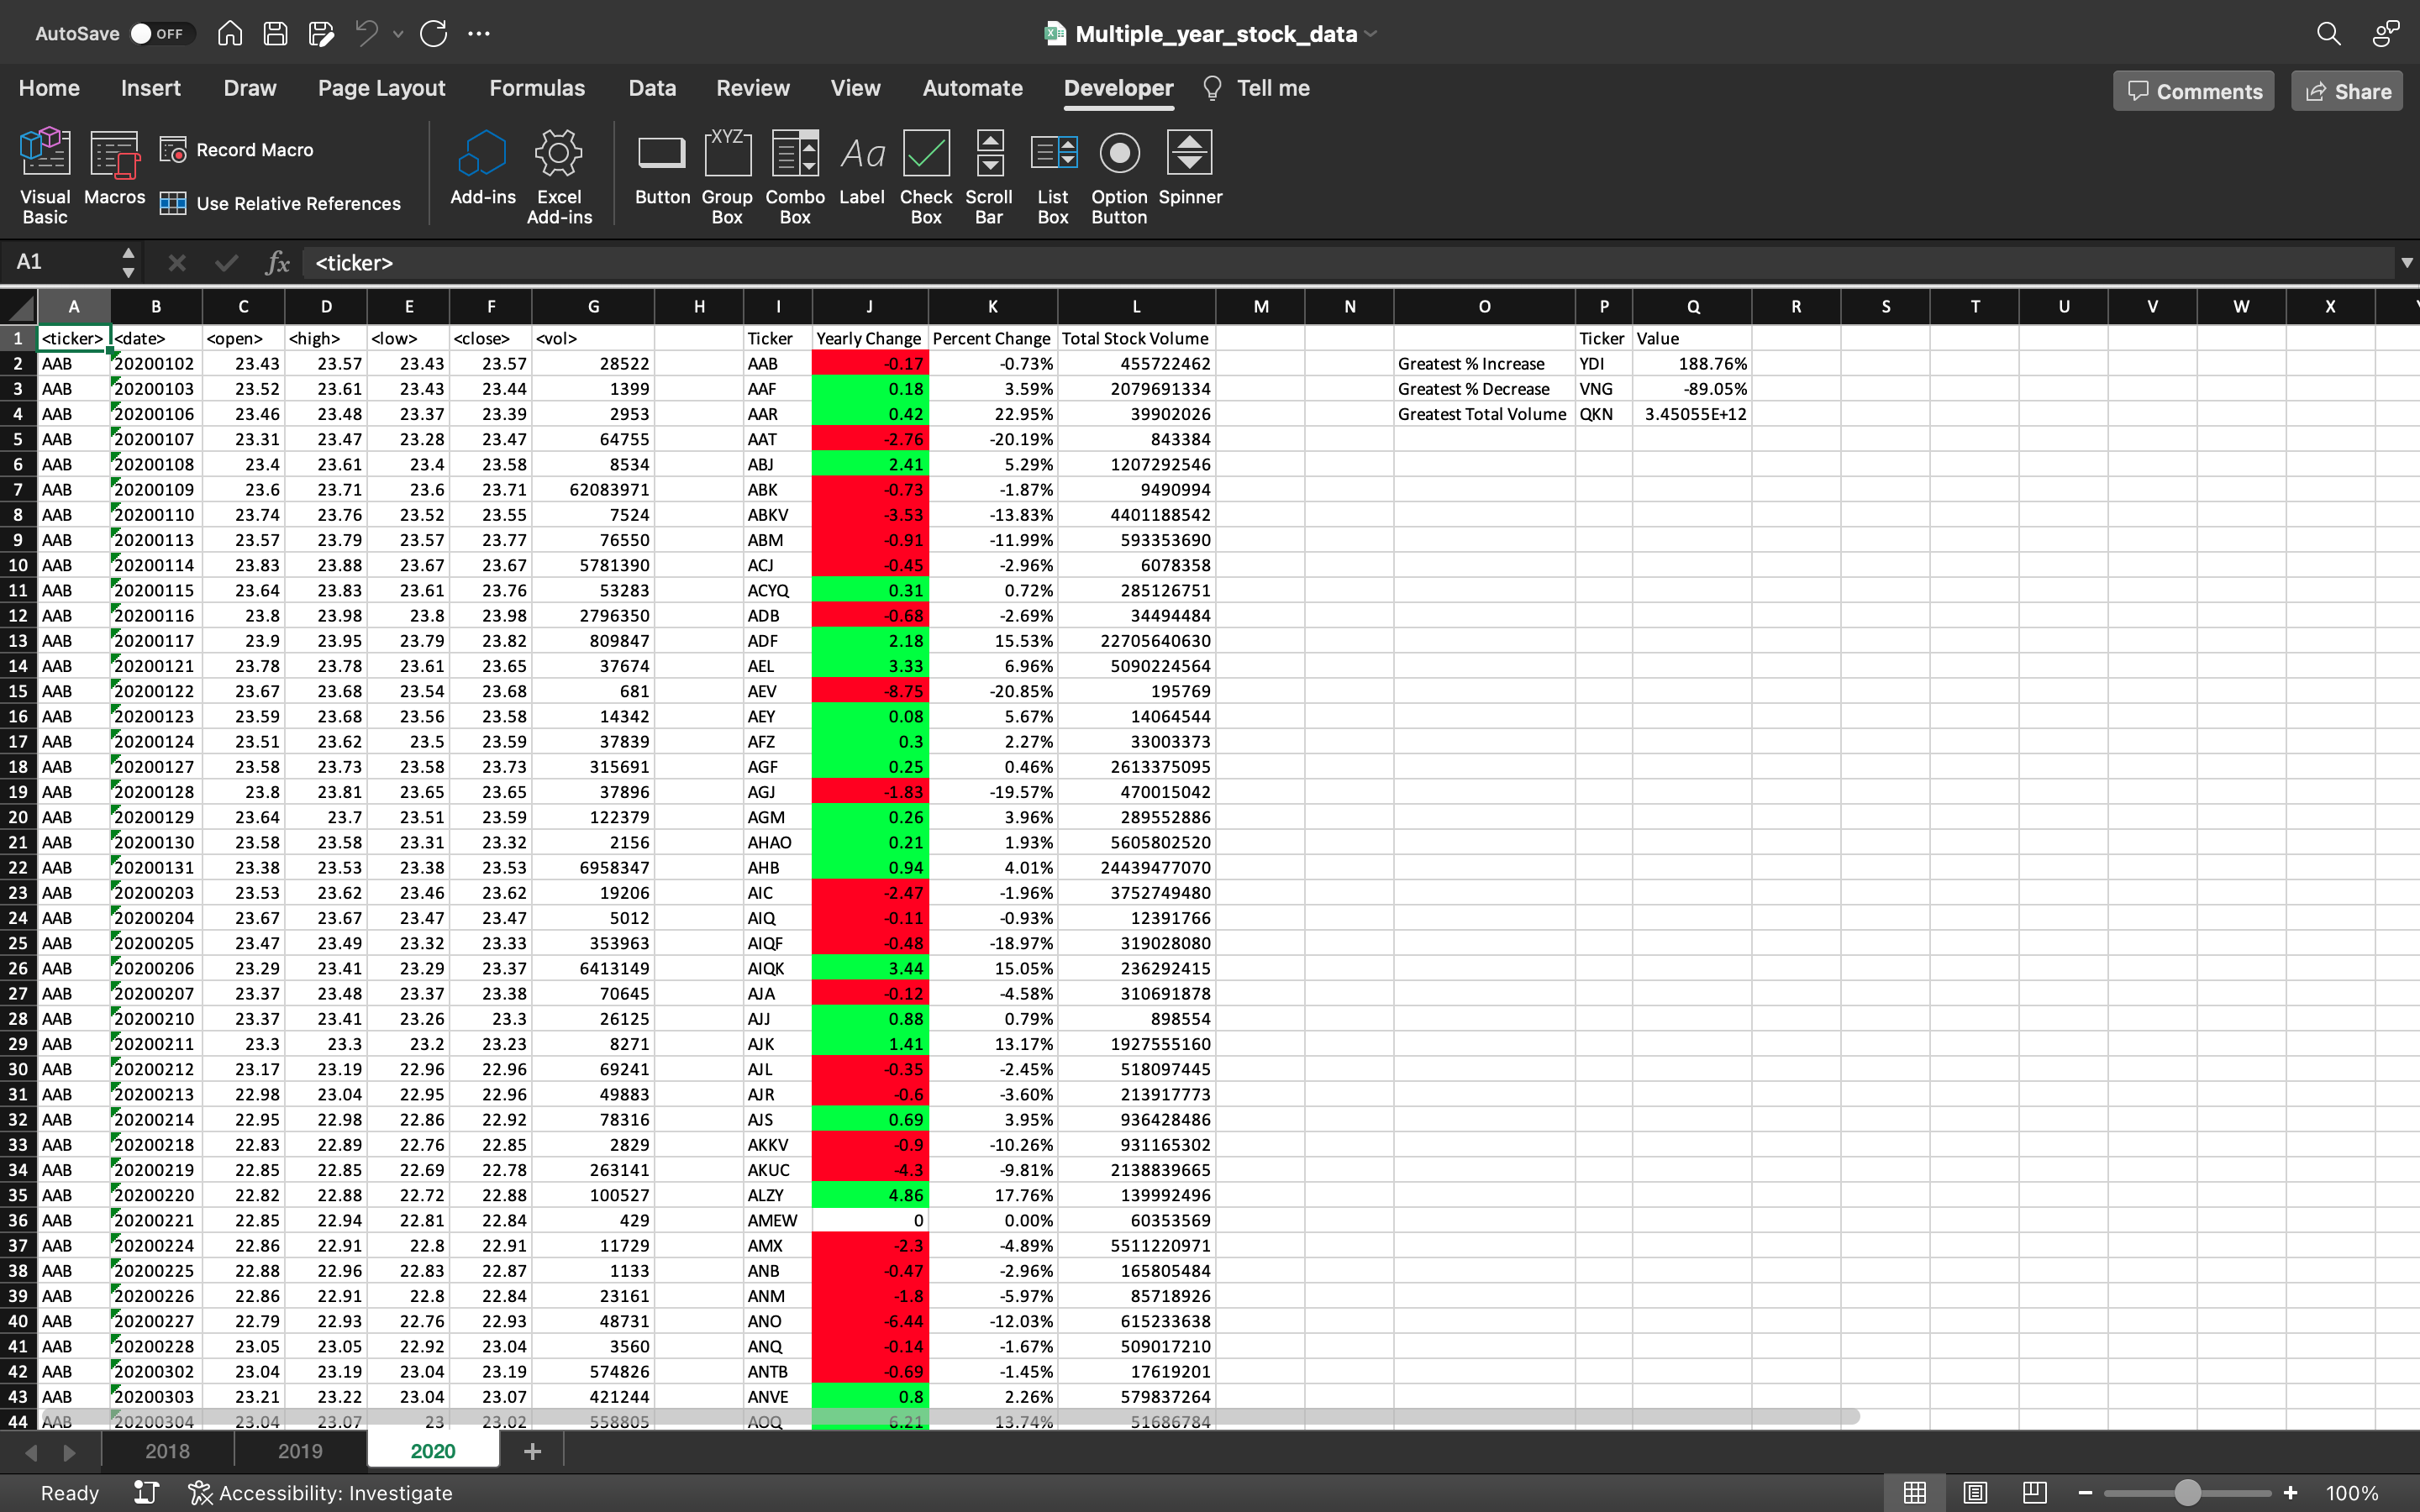 AutoSave OFF Multiple_year_stock_data
Home Insert Draw Page Layout Formulas Data Review View Automate Developer Tell me Comments Share
Visual Basic Macros Record Macro Use Relative References Add-ins Excel Add-ins Button XYZ Group Box Combo Box Aa Label Check Box Scroll Bar List Box Option Button Spinner
A1 fx <ticker>
A B C D E F G H I J K L M N O P Q R S T U V W X
1 <ticker> <date> <open> <high> <low> <close> <vol> Ticker Yearly Change Percent Change Total Stock Volume Ticker Value
2 AAB 20200102 23.43 23.57 23.43 23.57 28522 AAB -0.17 -0.73% 455722462 Greatest % Increase YDI 188.76%
3 AAB 20200103 23.52 23.61 23.43 23.44 1399 AAF 0.18 3.59% 2079691334 Greatest % Decrease VNG -89.05%
4 AAB 20200106 23.46 23.48 23.37 23.39 2953 AAR 0.42 22.95% 39902026 Greatest Total Volume QKN 3.45055E+12
5 AAB 20200107 23.31 23.47 23.28 23.47 64755 AAT -2.76 -20.19% 843384
6 AAB 20200108 23.4 23.61 23.4 23.58 8534 ABJ 2.41 5.29% 1207292546
7 AAB 20200109 23.6 23.71 23.6 23.71 62083971 ABK -0.73 -1.87% 9490994
8 AAB 20200110 23.74 23.76 23.52 23.55 7524 ABKV -3.53 -13.83% 4401188542
9 AAB 20200113 23.57 23.79 23.57 23.77 76550 ABM -0.91 -11.99% 593353690
10 AAB 20200114 23.83 23.88 23.67 23.67 5781390 ACJ -0.45 -2.96% 6078358
11 AAB 20200115 23.64 23.83 23.61 23.76 53283 ACYQ 0.31 0.72% 285126751
12 AAB 20200116 23.8 23.98 23.8 23.98 2796350 ADB -0.68 -2.69% 34494484
13 AAB 20200117 23.9 23.95 23.79 23.82 809847 ADF 2.18 15.53% 22705640630
14 AAB 20200121 23.78 23.78 23.61 23.65 37674 AEL 3.33 6.96% 5090224564
15 AAB 20200122 23.67 23.68 23.54 23.68 681 AEV -8.75 -20.85% 195769
16 AAB 20200123 23.59 23.68 23.56 23.58 14342 AEY 0.08 5.67% 14064544
17 AAB 20200124 23.51 23.62 23.5 23.59 37839 AFZ 0.3 2.27% 33003373
18 AAB 20200127 23.58 23.73 23.58 23.73 315691 AGF 0.25 0.46% 2613375095
19 AAB 20200128 23.8 23.81 23.65 23.65 37896 AGJ -1.83 -19.57% 470015042
20 AAB 20200129 23.64 23.7 23.51 23.59 122379 AGM 0.26 3.96% 289552886
21 AAB 20200130 23.58 23.58 23.31 23.32 2156 AHAO 0.21 1.93% 5605802520
22 AAB 20200131 23.38 23.53 23.38 23.53 6958347 AHB 0.94 4.01% 24439477070
23 AAB 20200203 23.53 23.62 23.46 23.62 19206 AIC -2.47 -1.96% 3752749480
24 AAB 20200204 23.67 23.67 23.47 23.47 5012 AIQ -0.11 -0.93% 12391766
25 AAB 20200205 23.47 23.49 23.32 23.33 353963 AIQF -0.48 -18.97% 319028080
26 AAB 20200206 23.29 23.41 23.29 23.37 6413149 AIQK 3.44 15.05% 236292415
27 AAB 20200207 23.37 23.48 23.37 23.38 70645 AJA -0.12 -4.58% 310691878
28 AAB 20200210 23.37 23.41 23.26 23.3 26125 AJJ 0.88 0.79% 898554
29 AAB 20200211 23.3 23.3 23.2 23.23 8271 AJK 1.41 13.17% 1927555160
30 AAB 20200212 23.17 23.19 22.96 22.96 69241 AJL -0.35 -2.45% 518097445
31 AAB 20200213 22.98 23.04 22.95 22.96 49883 AJR -0.6 -3.60% 213917773
32 AAB 20200214 22.95 22.98 22.86 22.92 78316 AJS 0.69 3.95% 936428486
33 AAB 20200218 22.83 22.89 22.76 22.85 2829 AKKV -0.9 -10.26% 931165302
34 AAB 20200219 22.85 22.85 22.69 22.78 263141 AKUC -4.3 -9.81% 2138839665
35 AAB 20200220 22.82 22.88 22.72 22.88 100527 ALZY 4.86 17.76% 139992496
36 AAB 20200221 22.85 22.94 22.81 22.84 429 AMEW 0 0.00% 60353569
37 AAB 20200224 22.86 22.91 22.8 22.91 11729 AMX -2.3 -4.89% 5511220971
38 AAB 20200225 22.88 22.96 22.83 22.87 1133 ANB -0.47 -2.96% 165805484
39 AAB 20200226 22.86 22.91 22.8 22.84 23161 ANM -1.8 -5.97% 85718926
40 AAB 20200227 22.79 22.93 22.76 22.93 48731 ANO -6.44 -12.03% 615233638
41 AAB 20200228 23.05 23.05 22.92 23.04 3560 ANQ -0.14 -1.67% 509017210
42 AAB 20200302 23.04 23.19 23.04 23.19 574826 ANTB -0.69 -1.45% 17619201
43 AAB 20200303 23.21 23.22 23.04 23.07 421244 ANVE 0.8 2.26% 579837264
44 AAB 20200304 23.04 23.07 23 23.02 558805 AOQ 6.21 13.74% 51686784
2018 2019 2020
Ready Accessibility: Investigate 100%